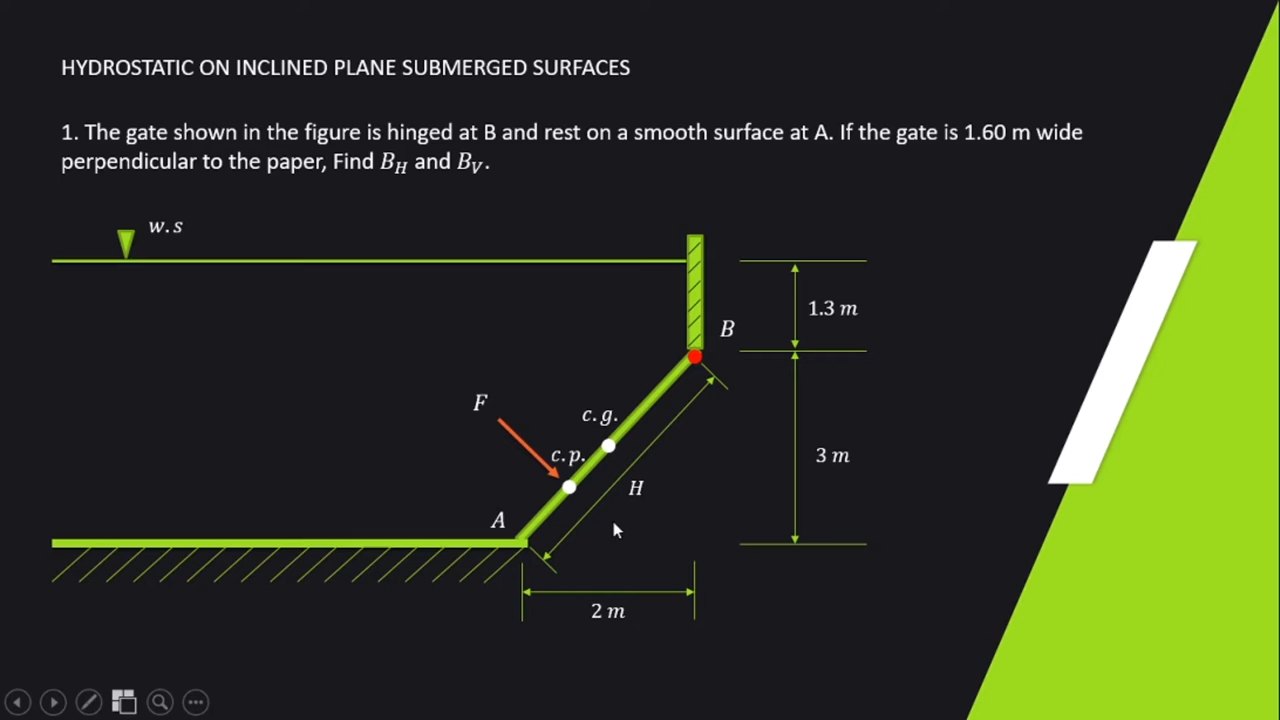 HYDROSTATIC ON INCLINED PLANE SUBMERGED SURFACES
1. The gate shown in the figure is hinged at B and rest on a smooth surface at A. If the gate is 1.60 m wide
perpendicular to the paper, Find B_H and B_V.
w.s
1.3 m
B
F
c.g.
c.p.
3 m
H
A
2 m